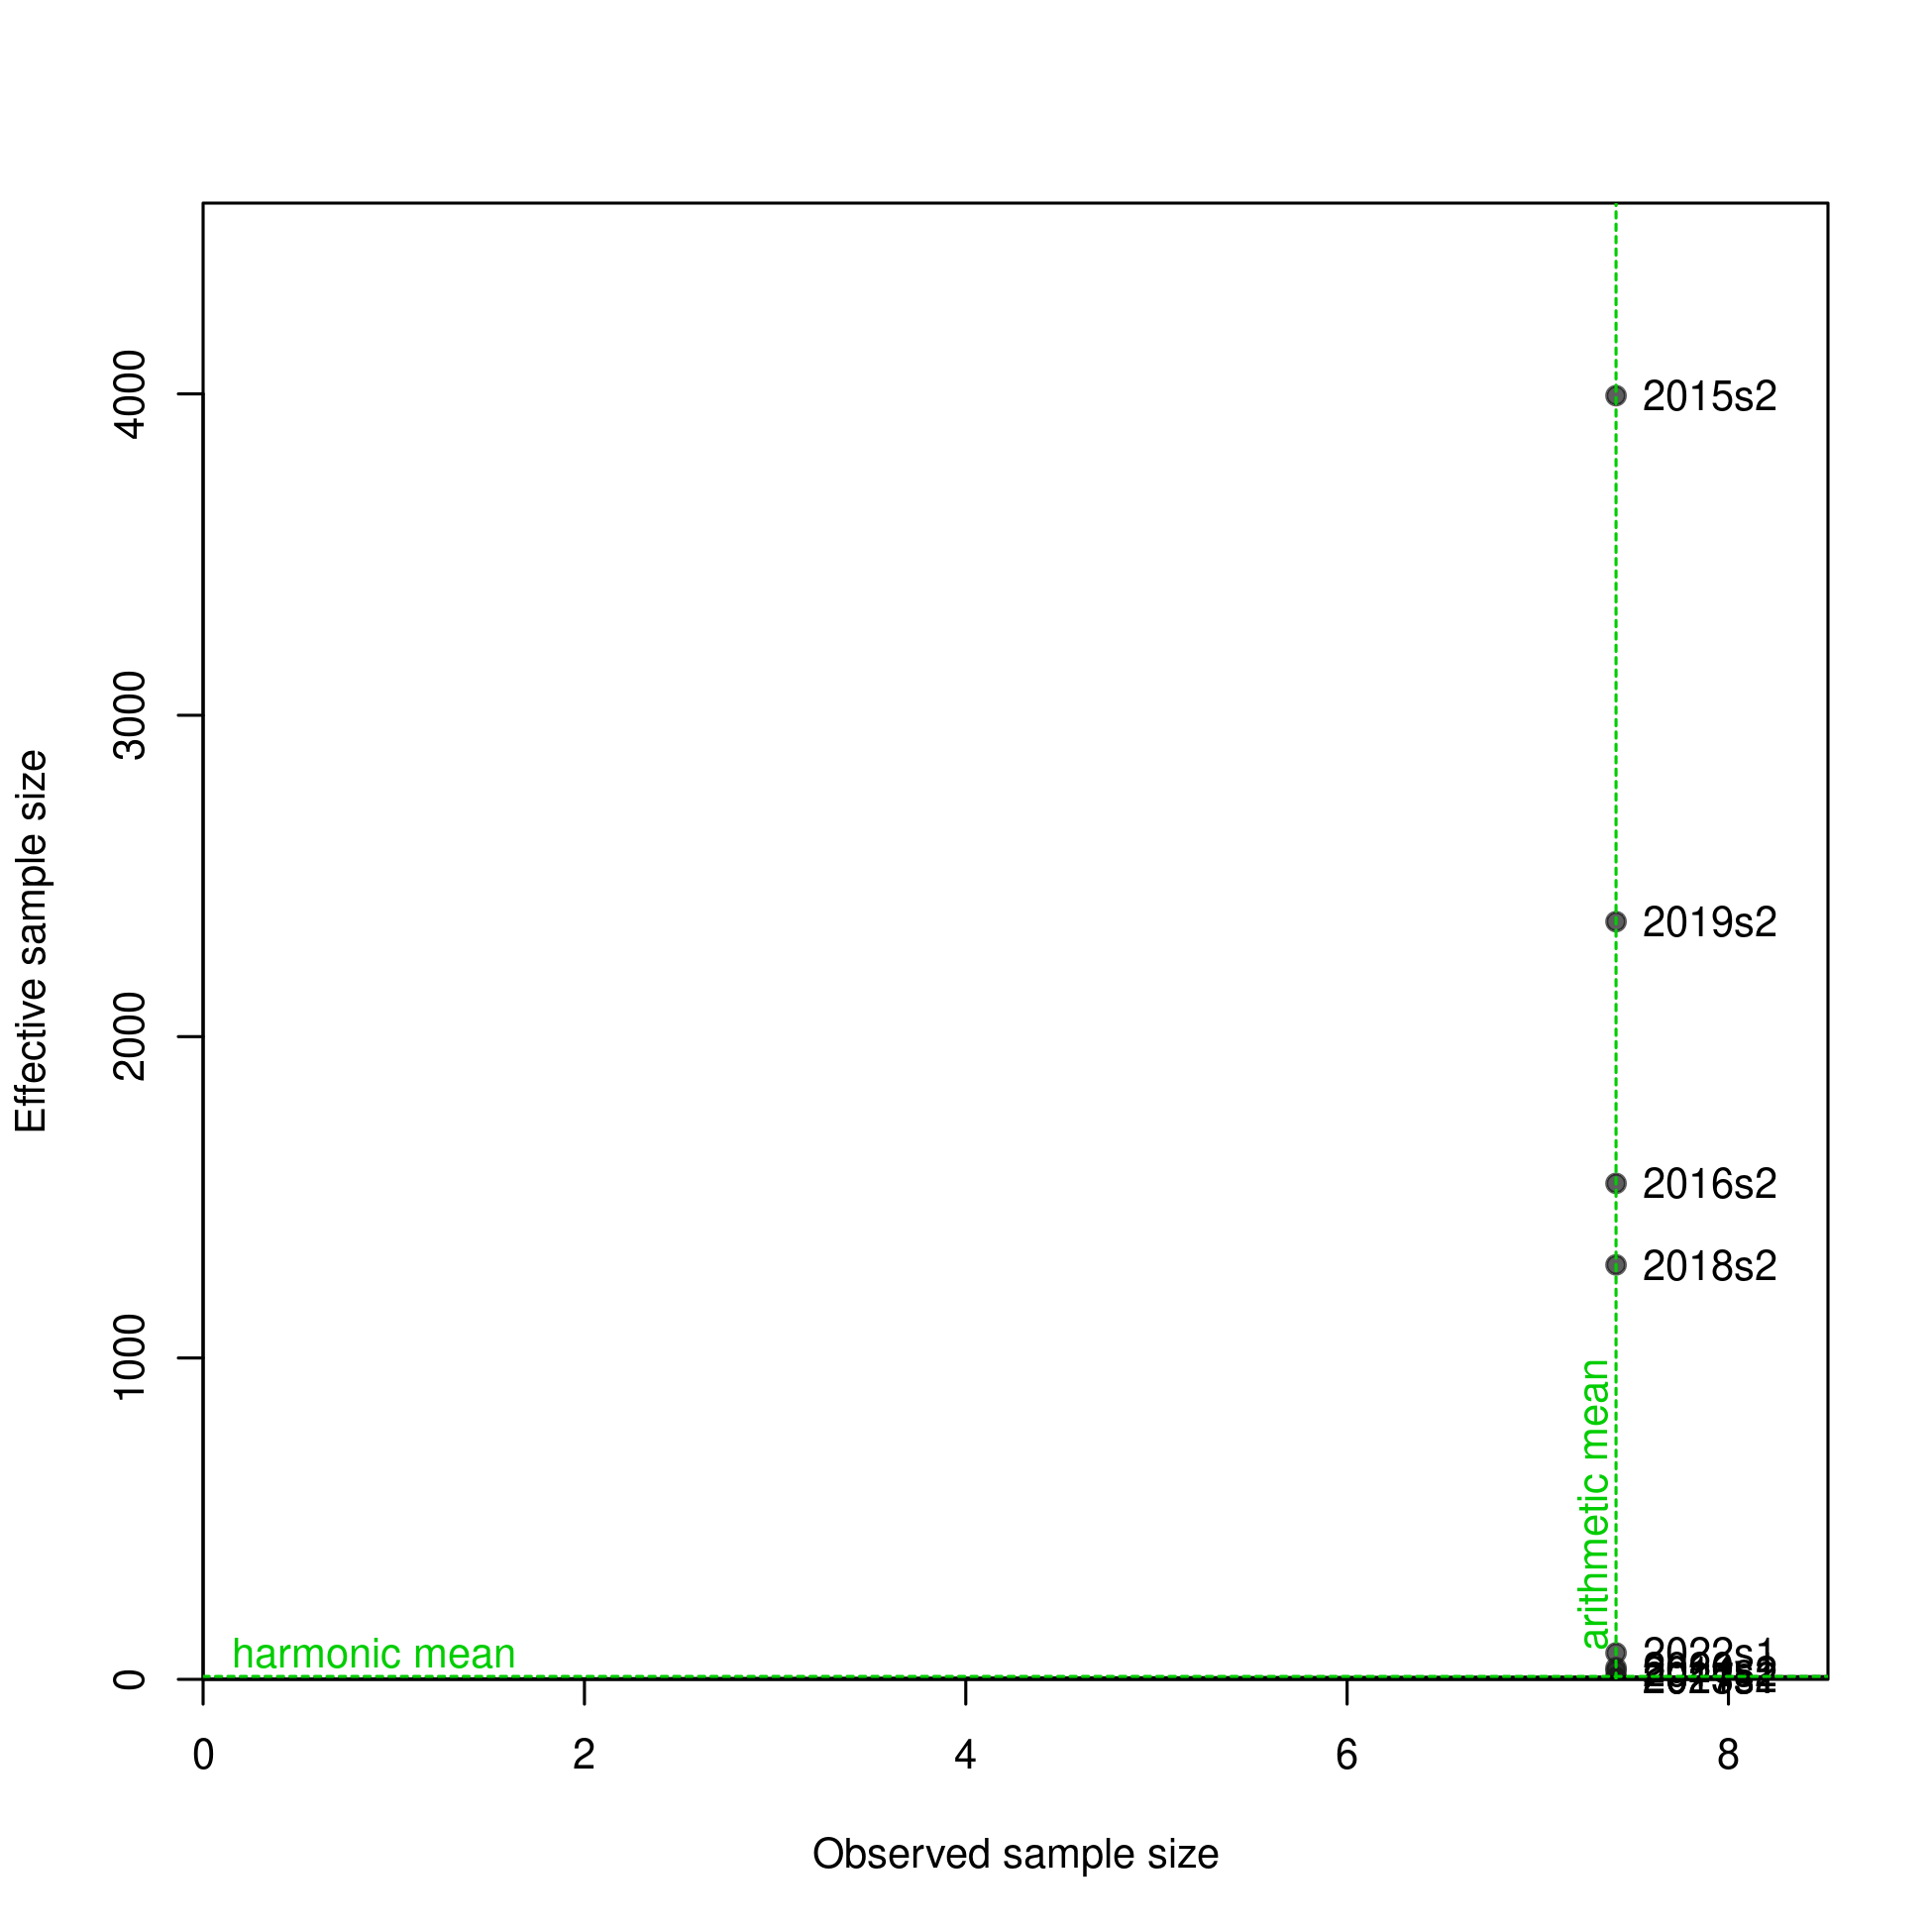 4000
3000
2000
1000
0
Effective sample size
2015s2
2019s2
2016s2
2018s2
arithmetic mean
2022s1
harmonic mean
0
2
4
6
8
Observed sample size